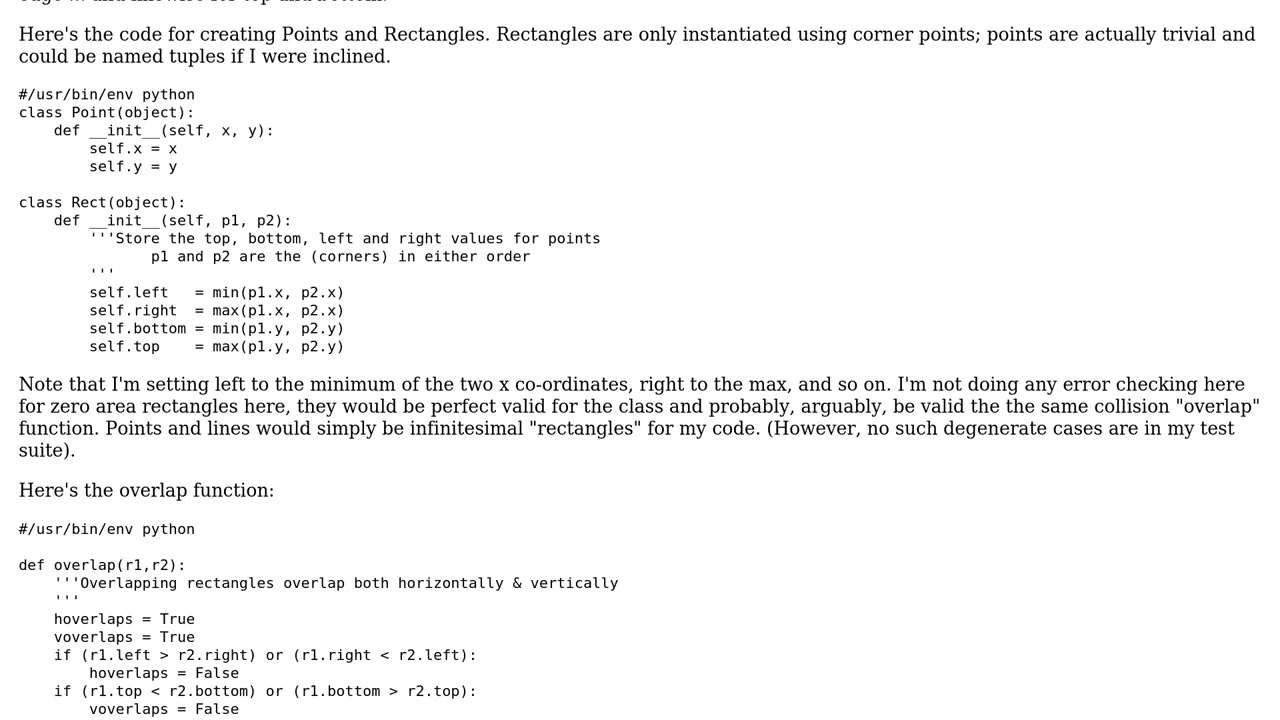 Here's the code for creating Points and Rectangles. Rectangles are only instantiated using corner points; points are actually trivial and
could be named tuples if I were inclined.
#/usr/bin/env python
class Point(object):
    def __init__(self, x, y):
        self.x = x
        self.y = y
class Rect(object):
    def __init__(self, p1, p2):
        '''Store the top, bottom, left and right values for points
               p1 and p2 are the (corners) in either order
        '''
        self.left   = min(p1.x, p2.x)
        self.right  = max(p1.x, p2.x)
        self.bottom = min(p1.y, p2.y)
        self.top    = max(p1.y, p2.y)
Note that I'm setting left to the minimum of the two x co-ordinates, right to the max, and so on. I'm not doing any error checking here
for zero area rectangles here, they would be perfect valid for the class and probably, arguably, be valid the the same collision "overlap"
function. Points and lines would simply be infinitesimal "rectangles" for my code. (However, no such degenerate cases are in my test
suite).
Here's the overlap function:
#/usr/bin/env python
def overlap(r1,r2):
    '''Overlapping rectangles overlap both horizontally & vertically
    '''
    hoverlaps = True
    voverlaps = True
    if (r1.left > r2.right) or (r1.right < r2.left):
        hoverlaps = False
    if (r1.top < r2.bottom) or (r1.bottom > r2.top):
        voverlaps = False